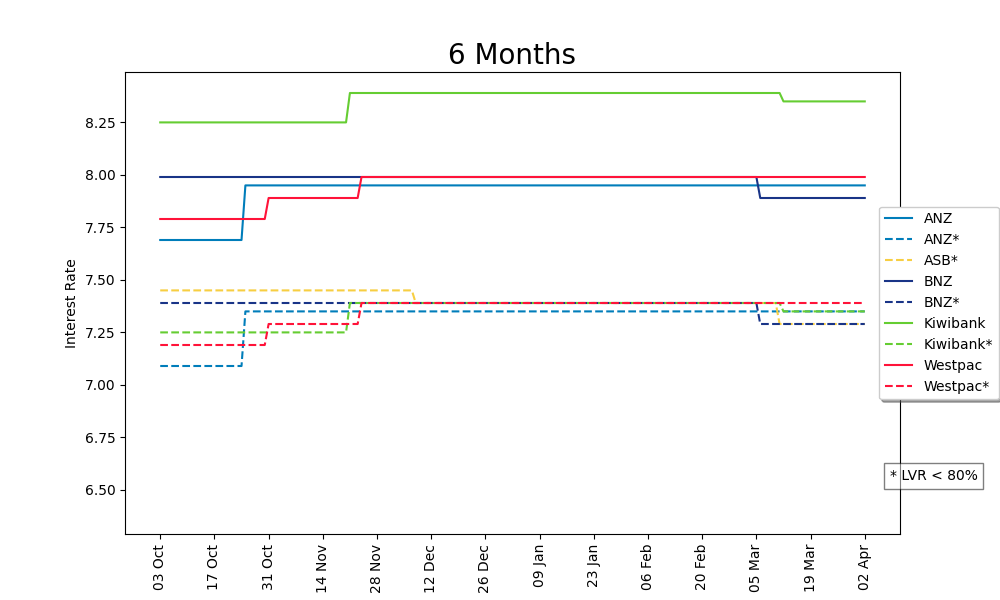 6 Months
Interest Rate
8.25
8.00
7.75
7.50
7.25
7.00
6.75
6.50
03 Oct
17 Oct
31 Oct
14 Nov
28 Nov
12 Dec
26 Dec
09 Jan
23 Jan
06 Feb
20 Feb
05 Mar
19 Mar
02 Apr
ANZ
ANZ*
ASB*
BNZ
BNZ*
Kiwibank
Kiwibank*
Westpac
Westpac*
* LVR < 80%